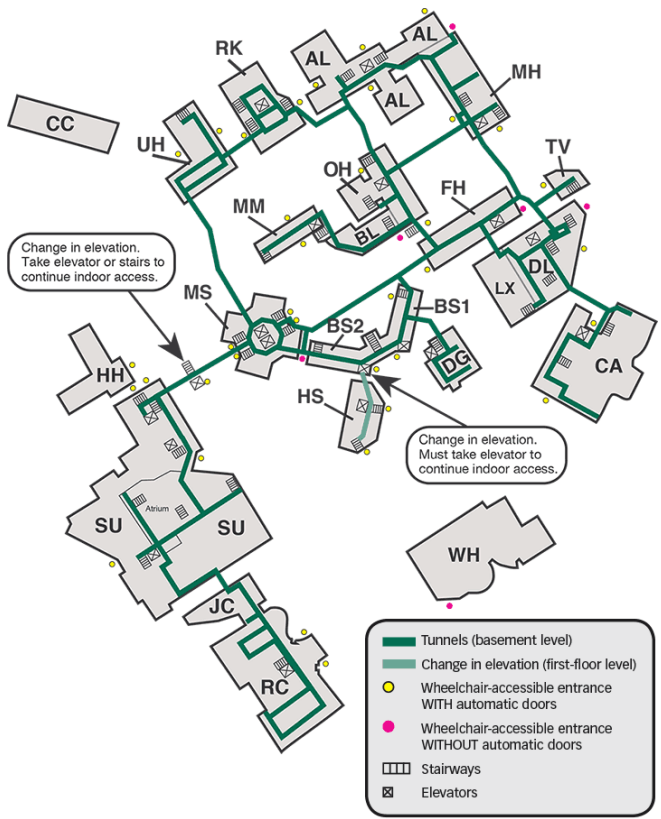 RK
AL
AL
AL
MH
CC
UH
OH
TV
FH
MM
BL
Change in elevation.
Take elevator or stairs to
continue indoor access.
MS
LX
DL
BS2
BS1
HH
DG
CA
HS
Change in elevation.
Must take elevator to
continue indoor access.
Atrium
SU
SU
WH
JC
RC
Tunnels (basement level)
Change in elevation (first-floor level)
Wheelchair-accessible entrance
WITH automatic doors
Wheelchair-accessible entrance
WITHOUT automatic doors
Stairways
Elevators